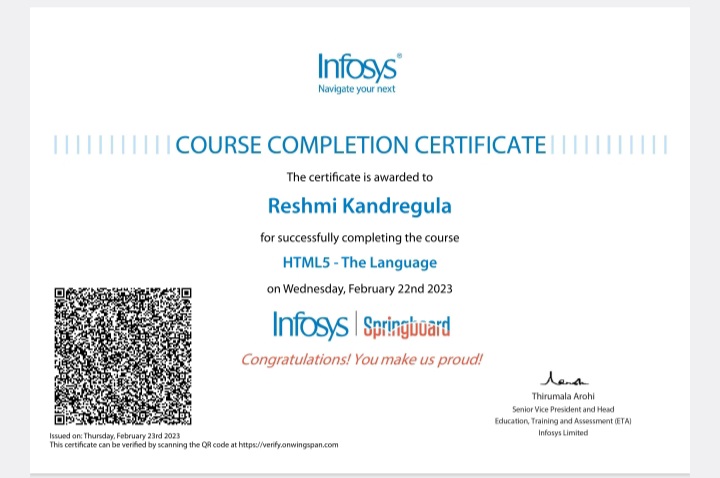 Infosys®
Navigate your next
COURSE COMPLETION CERTIFICATE
The certificate is awarded to
Reshmi Kandregula
for successfully completing the course
HTML5 - The Language
on Wednesday, February 22nd 2023
Infosys | Springboard
Congratulations! You make us proud!
Thirumala Arohi
Senior Vice President and Head
Education, Training and Assessment (ETA)
Infosys Limited
Issued on: Thursday, February 23rd 2023
This certificate can be verified by scanning the QR code at https://verify.onwingspan.com